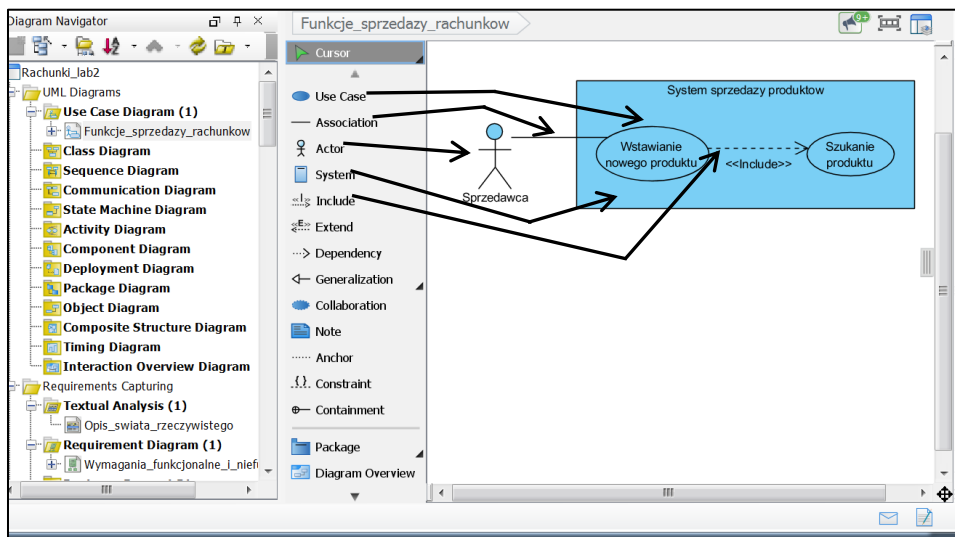 Diagram Navigator
Rachunki_lab2
UML Diagrams
Use Case Diagram (1)
Funkcje_sprzedazy_rachunkow
Class Diagram
Sequence Diagram
Communication Diagram
State Machine Diagram
Activity Diagram
Component Diagram
Deployment Diagram
Package Diagram
Object Diagram
Composite Structure Diagram
Timing Diagram
Interaction Overview Diagram
Requirements Capturing
Textual Analysis (1)
Opis_swiata_rzeczywistego
Requirement Diagram (1)
Wymagania_funkcjonalne_i_niefu
Funkcje_sprzedazy_rachunkow
9+
Cursor
Use Case
Association
Actor
System
Include
Extend
Dependency
Generalization
Collaboration
Note
Anchor
Constraint
Containment
Package
Diagram Overview
System sprzedazy produktow
Sprzedawca
Wstawianie
nowego produktu
<<Include>>
Szukanie
produktu